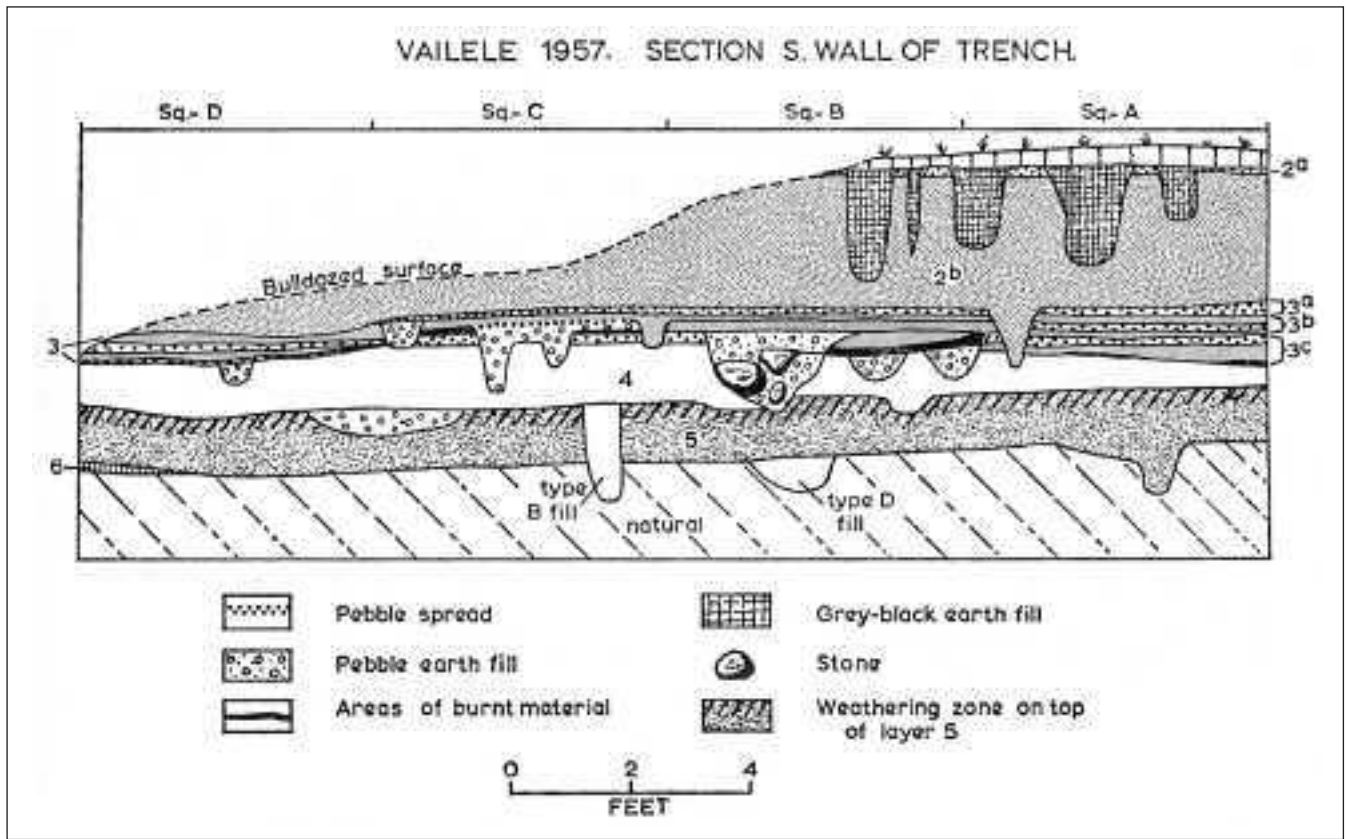 VAILELE 1957. SECTION S. WALL OF TRENCH.
Sq.- D Sq.- C Sq.- B Sq.- A
2a
Bulldozed surface
2b
3a
3b
3c
3
4
5
6
type
B fill
natural
type D
fill
Pebble spread
Pebble earth fill
Areas of burnt material
Grey-black earth fill
Stone
Weathering zone on top
of layer 5
0 2 4
FEET